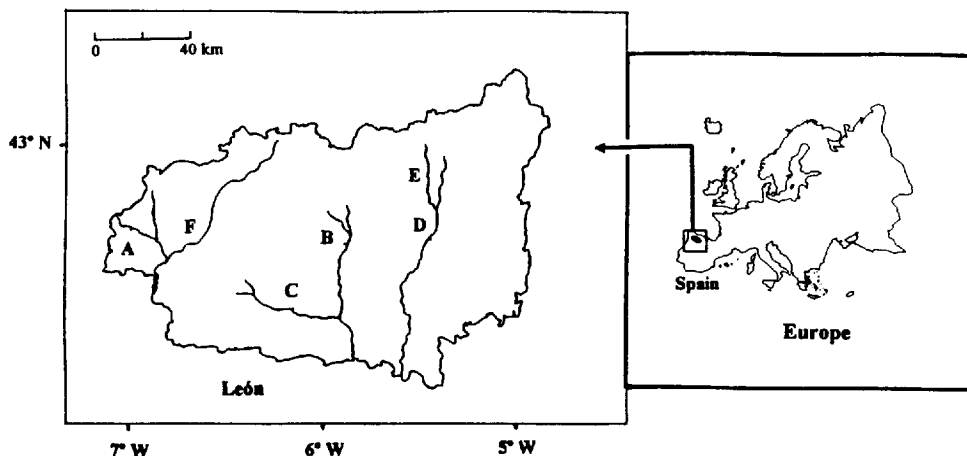 0 40 km
43° N
E
F
D
B
A
C
Spain
Europe
León
7° W 6° W 5° W